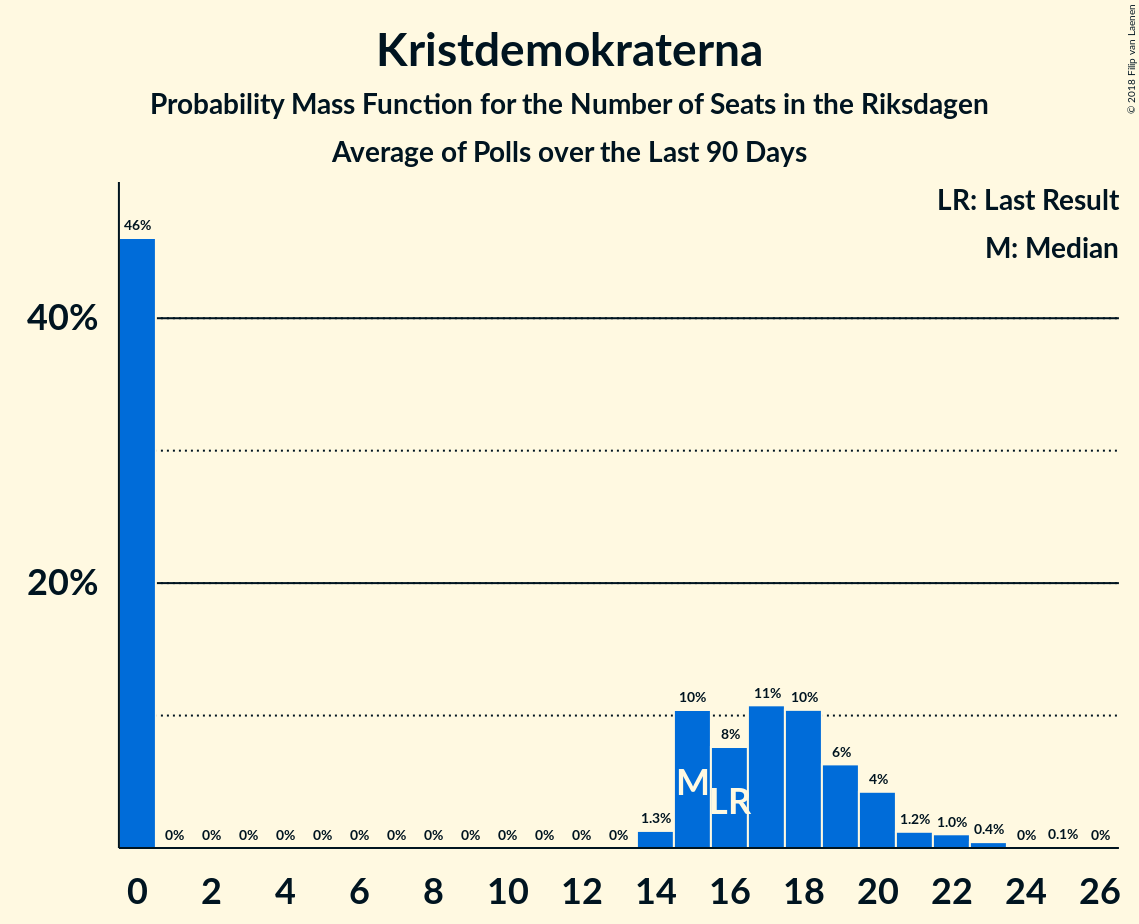 Kristdemokraterna
Probability Mass Function for the Number of Seats in the Riksdagen
Average of Polls over the Last 90 Days
© 2018 Filip van Laenen
LR: Last Result
M: Median
46%
40%
20%
0% 0% 0% 0% 0% 0% 0% 0% 0% 0% 0% 0% 0% 1.3% 10% 8% 11% 10% 6% 4% 1.2% 1.0% 0.4% 0% 0.1% 0%
M
LR
0 2 4 6 8 10 12 14 16 18 20 22 24 26